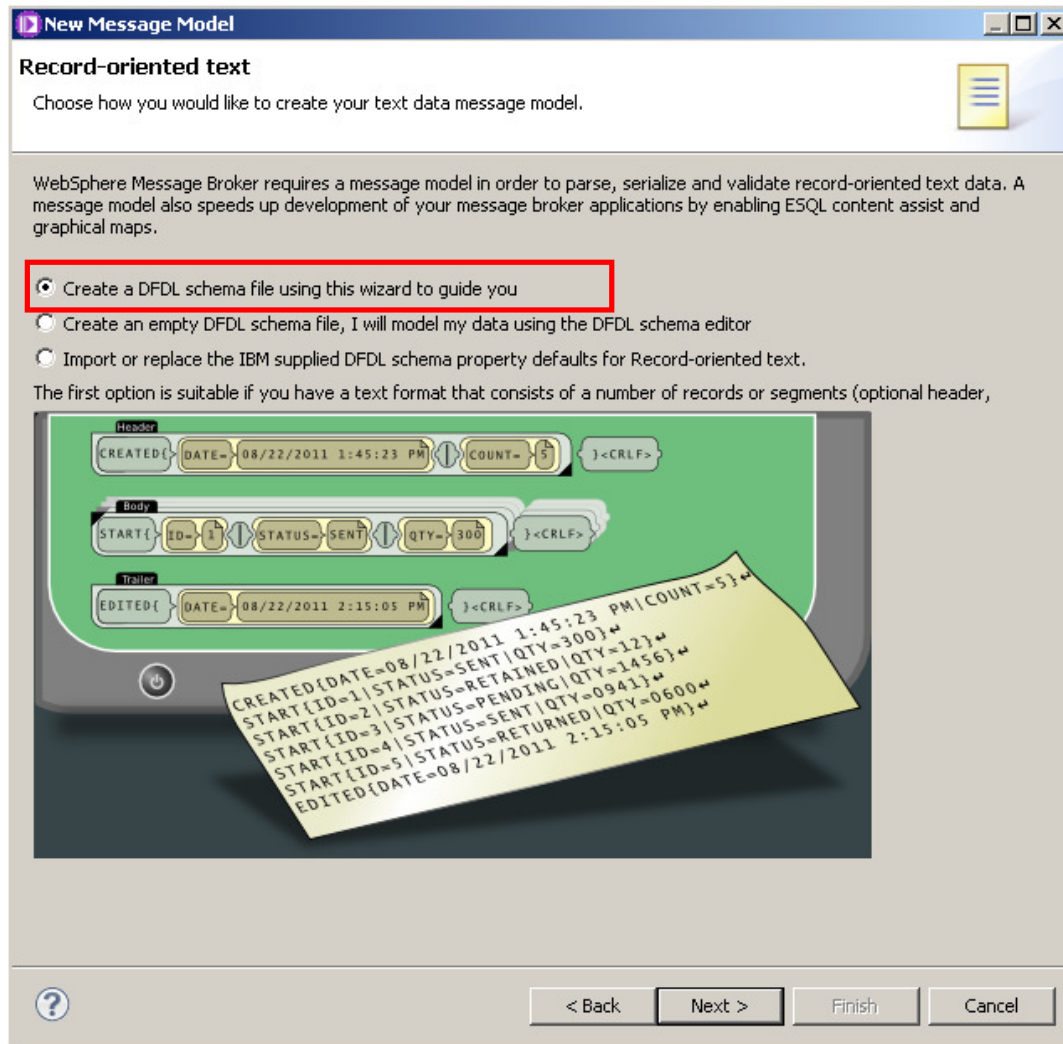 New Message Model
Record-oriented text
Choose how you would like to create your text data message model.
WebSphere Message Broker requires a message model in order to parse, serialize and validate record-oriented text data. A
message model also speeds up development of your message broker applications by enabling ESQL content assist and
graphical maps.
Create a DFDL schema file using this wizard to guide you
Create an empty DFDL schema file, I will model my data using the DFDL schema editor
Import or replace the IBM supplied DFDL schema property defaults for Record-oriented text.
The first option is suitable if you have a text format that consists of a number of records or segments (optional header,
Header
CREATED{ DATE= 08/22/2011 1:45:23 PM | COUNT= 5 }<CRLF>
Body
START{ ID= 1 | STATUS= SENT | QTY= 300 }<CRLF>
Trailer
EDITED{ DATE= 08/22/2011 2:15:05 PM }<CRLF>
CREATED{DATE=08/22/2011 1:45:23 PM|COUNT=5}↵
START{ID=1|STATUS=SENT|QTY=300}↵
START{ID=2|STATUS=RETAINED|QTY=12}↵
START{ID=3|STATUS=PENDING|QTY=1456}↵
START{ID=4|STATUS=SENT|QTY=0941}↵
START{ID=5|STATUS=RETURNED|QTY=0600↵
EDITED{DATE=08/22/2011 2:15:05 PM}↵
? < Back Next > Finish Cancel